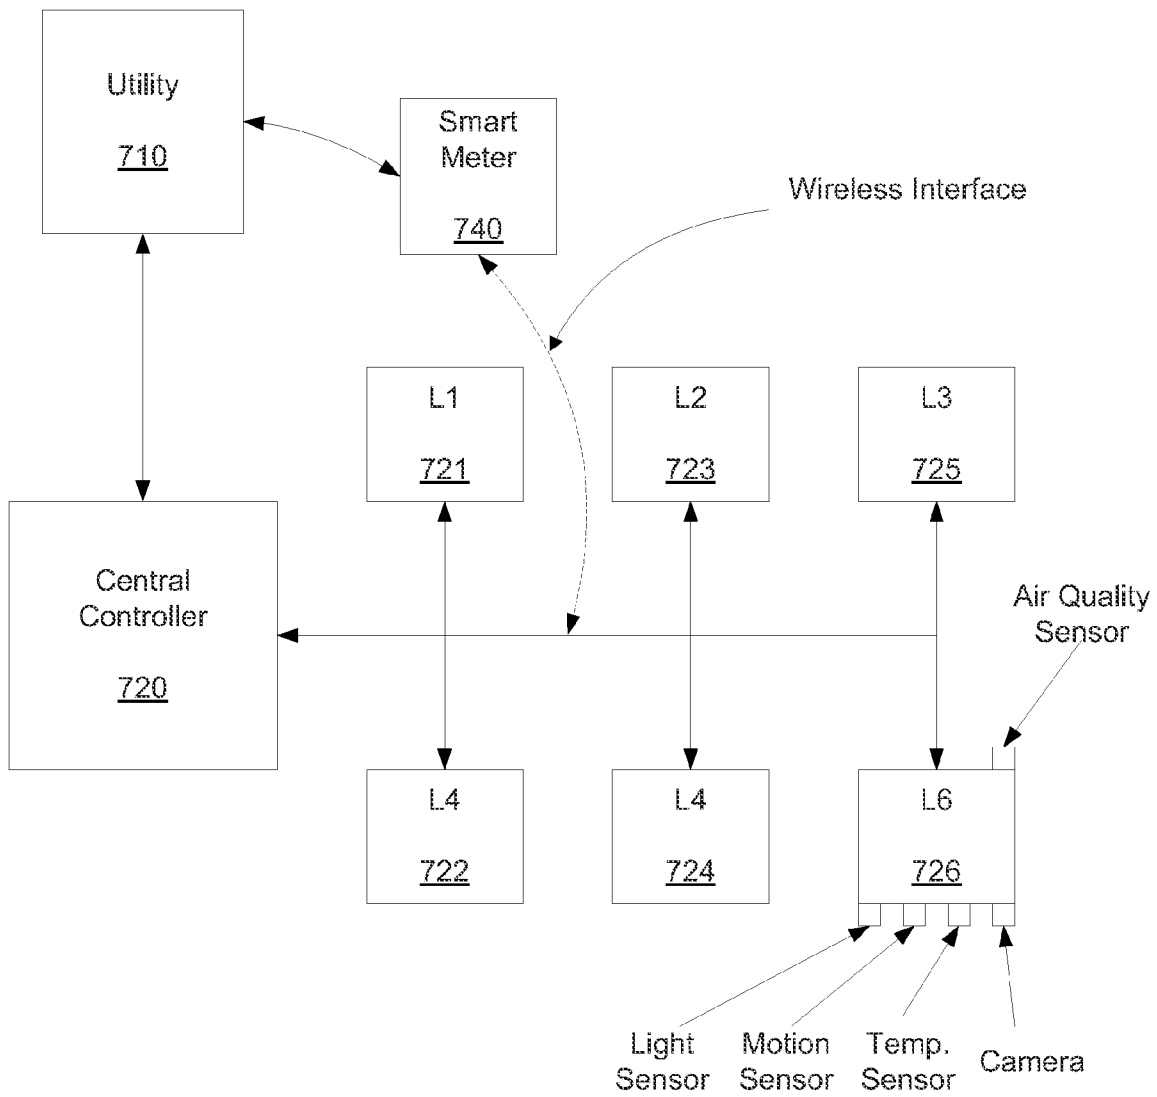 Utility
710
Smart
Meter
740
Wireless Interface
L1
721
L2
723
L3
725
Central
Controller
720
Air Quality
Sensor
L4
722
L4
724
L6
726
Light
Sensor
Motion
Sensor
Temp.
Sensor
Camera